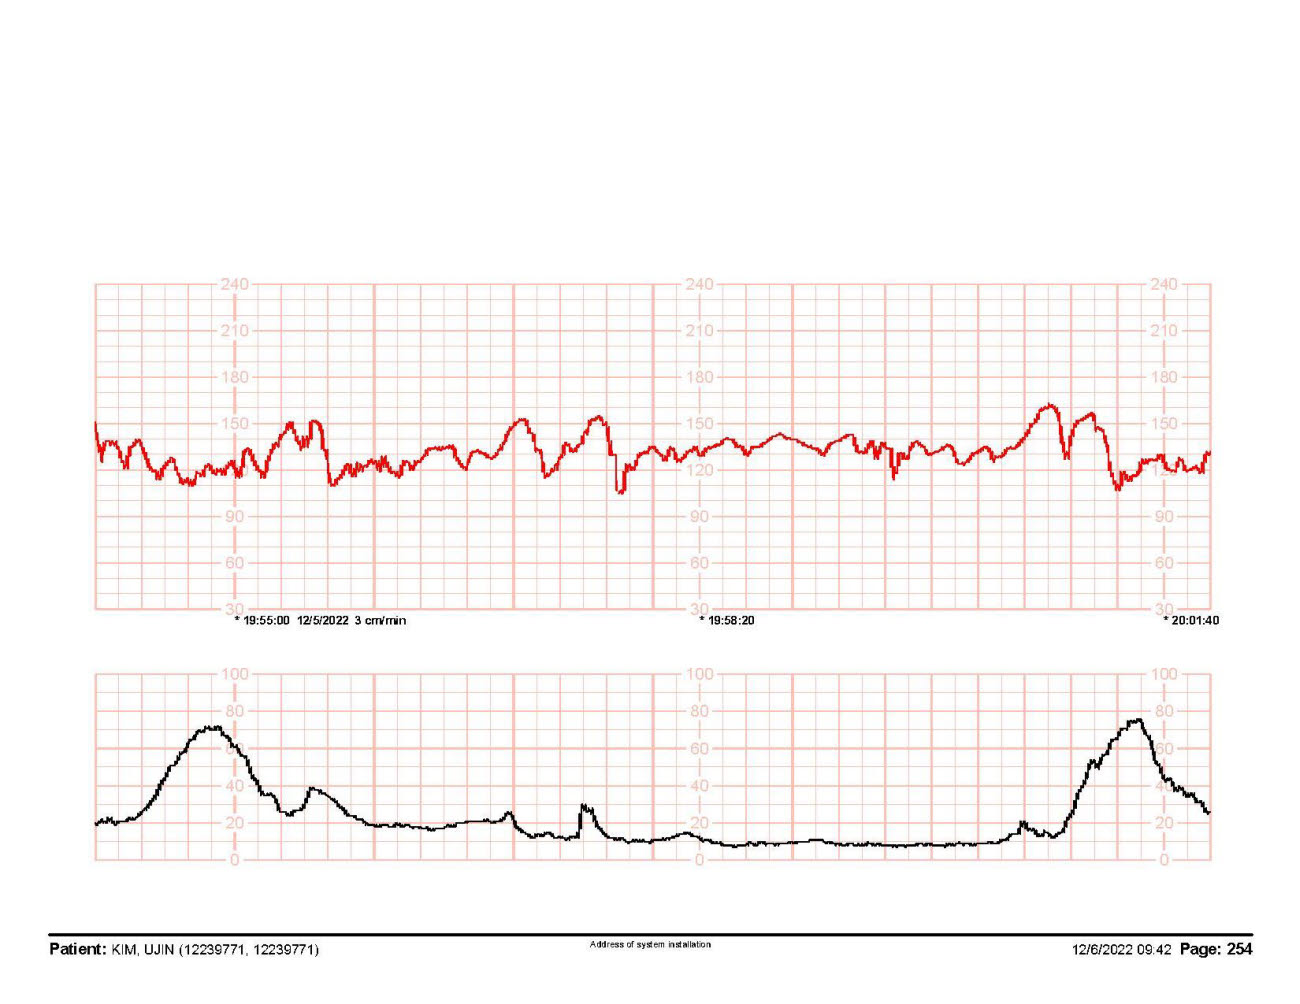 240 240 240
210 210 210
180 180 180
150 150 150
120 120 120
90 90 90
60 60 60
30 30 30
* 19:55:00 12/5/2022 3 cm/min * 19:58:20 * 20:01:40
100 100 100
80 80 80
60 60 60
40 40 40
20 20 20
0 0 0
Patient: KIM, UJIN (12239771, 12239771) Address of system installation 12/6/2022 09:42 Page: 254